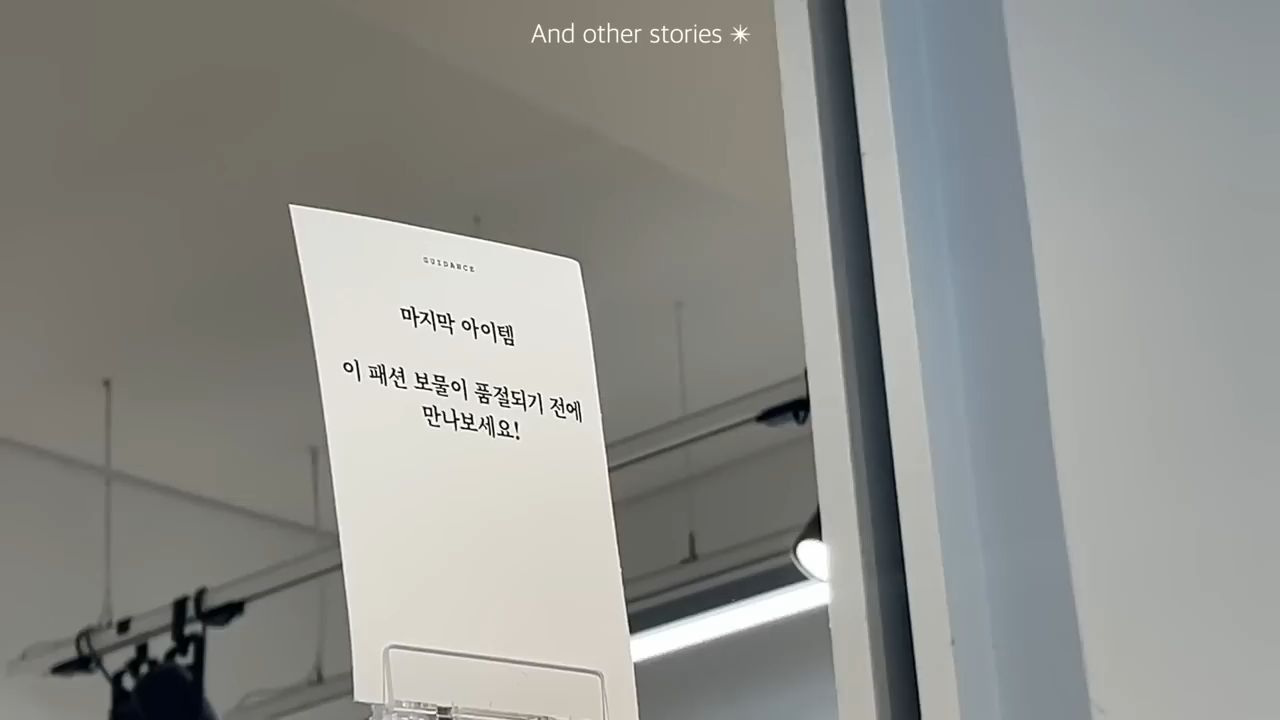 And other stories ✴
GUIDANCE
마지막 아이템
이 패션 보물이 품절되기 전에
만나보세요!